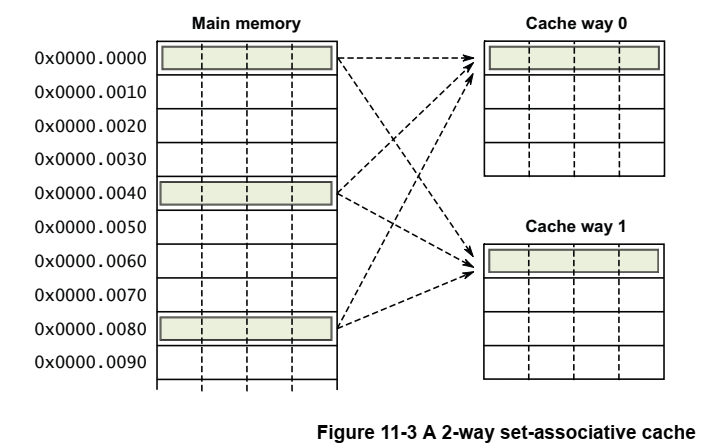 Main memory
Cache way 0
0x0000.0000
0x0000.0010
0x0000.0020
0x0000.0030
0x0000.0040
0x0000.0050
Cache way 1
0x0000.0060
0x0000.0070
0x0000.0080
0x0000.0090
Figure 11-3 A 2-way set-associative cache